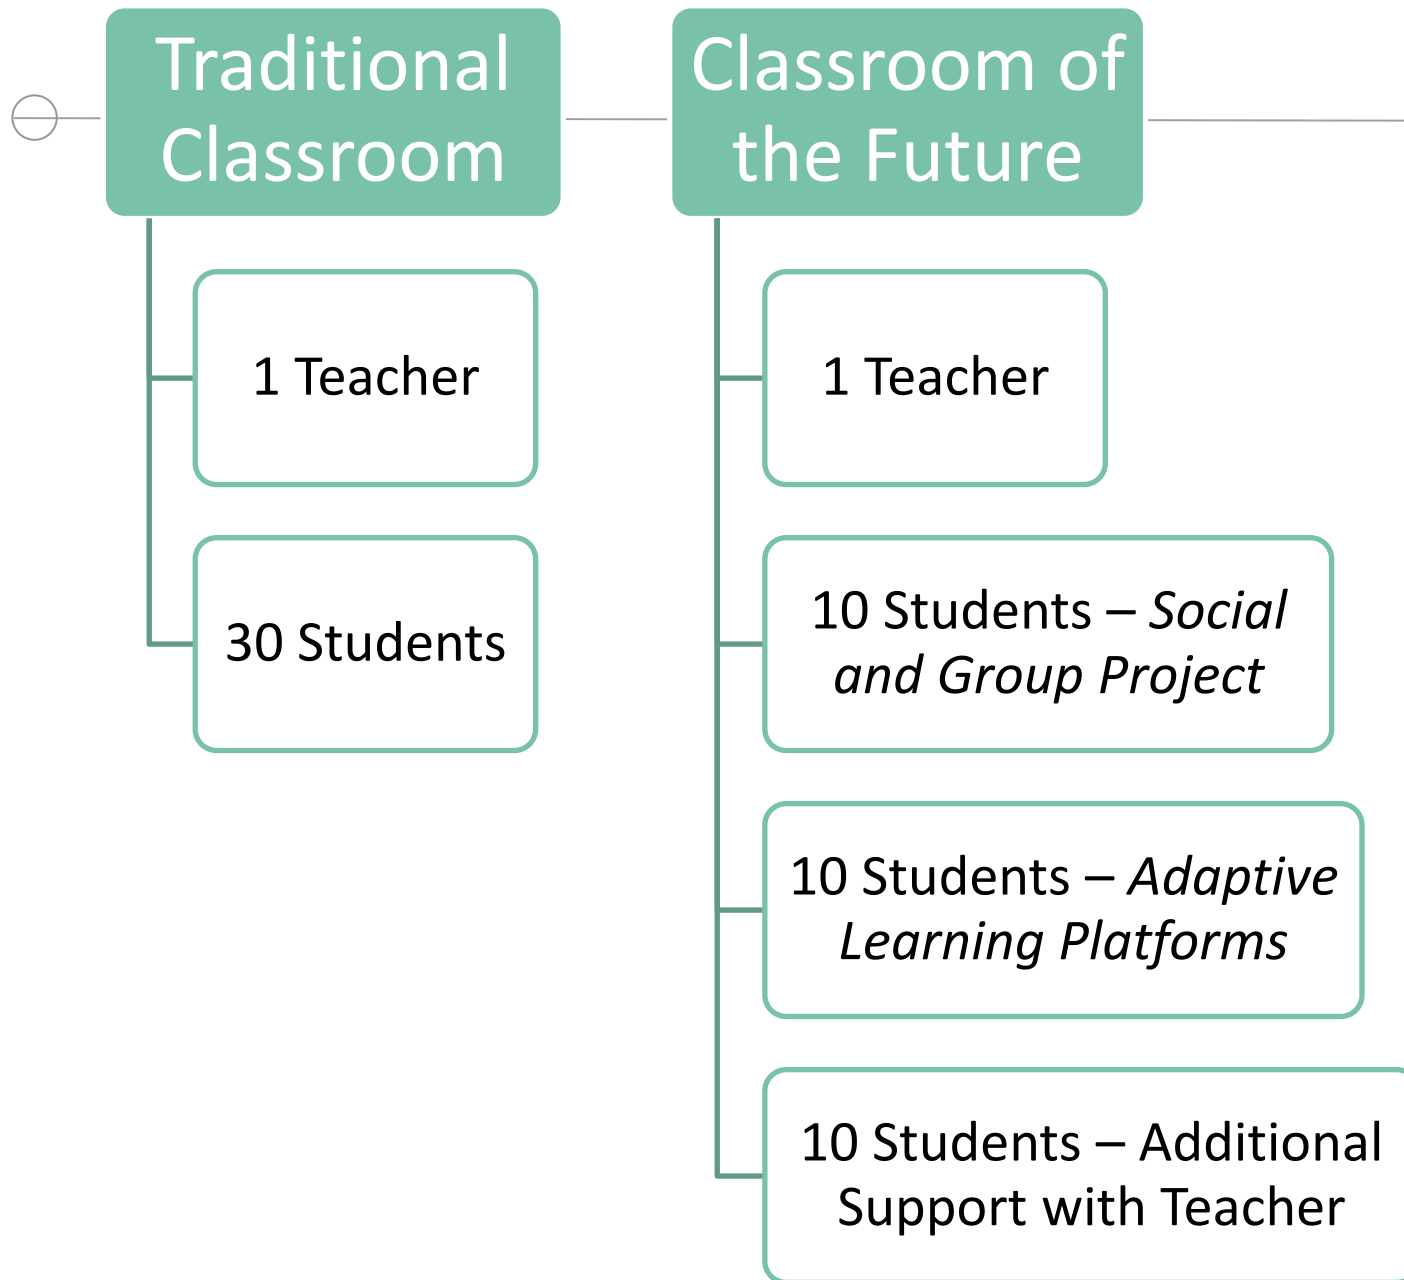 Traditional
Classroom
1 Teacher
30 Students
Classroom of
the Future
1 Teacher
10 Students – Social
and Group Project
10 Students – Adaptive
Learning Platforms
10 Students – Additional
Support with Teacher